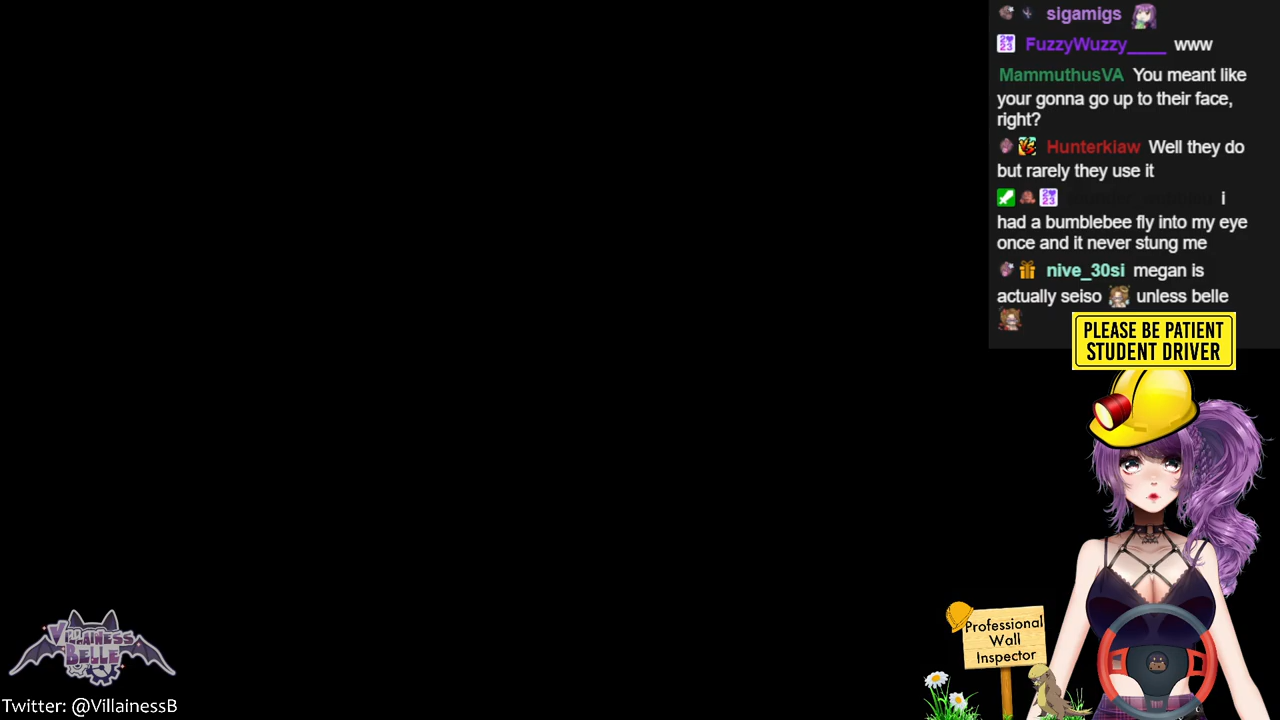 sigamigs
FuzzyWuzzy____ www
MammuthusVA You meant like
your gonna go up to their face,
right?
Hunterklaw Well they do
but rarely they use it
i
had a bumblebee fly into my eye
once and it never stung me
nive_30si megan is
actually seiso unless belle
PLEASE BE PATIENT
STUDENT DRIVER
Professional
Wall
Inspector
VILLAINESS
BELLE
Twitter: @VillainessB